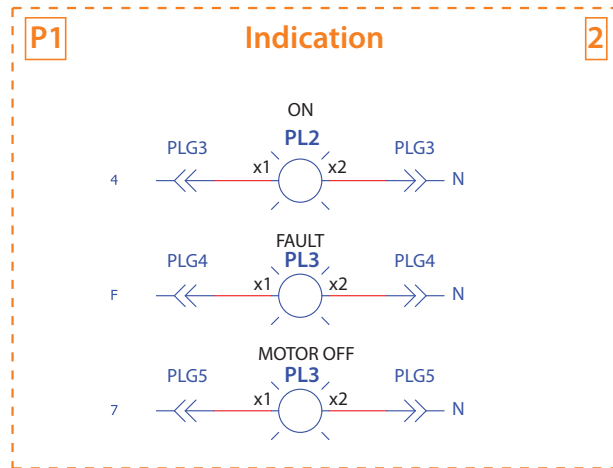 P1 Indication 2
ON
PLG3 PL2 PLG3
4 x1 x2 N
FAULT
PLG4 PL3 PLG4
F x1 x2 N
MOTOR OFF
PLG5 PL3 PLG5
7 x1 x2 N